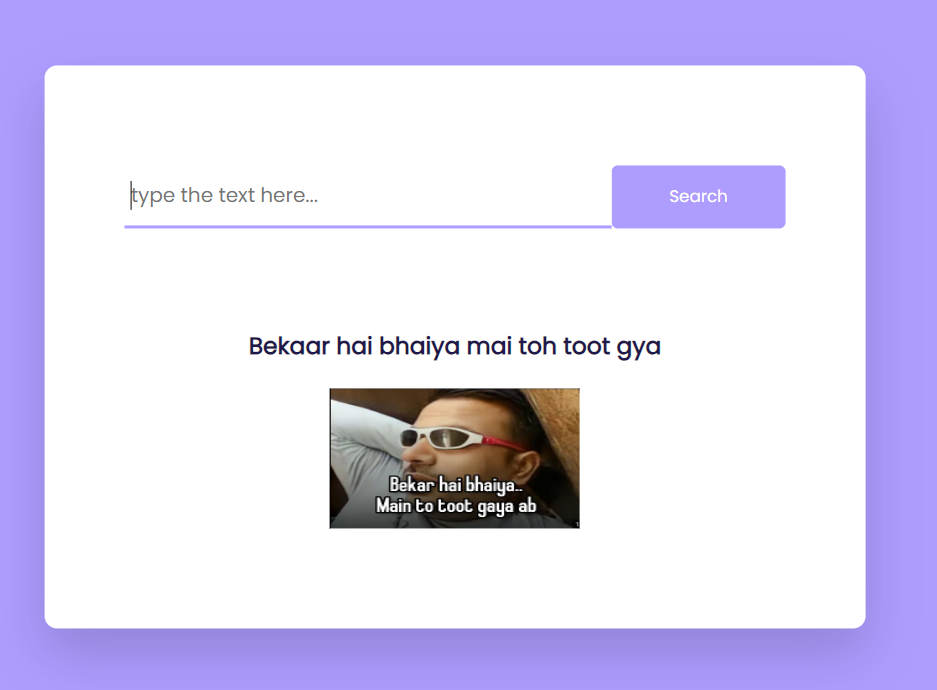 type the text here...
Search
Bekaar hai bhaiya mai toh toot gya
Bekar hai bhaiya..
Main to toot gaya ab